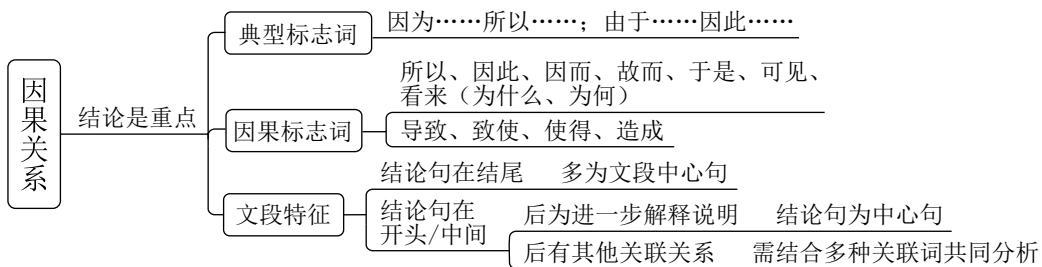 因果关系
结论是重点
典型标志词
因为……所以……；由于……因此……
因果标志词
所以、因此、因而、故而、于是、可见、
看来（为什么、为何）
导致、致使、使得、造成
文段特征
结论句在结尾 多为文段中心句
结论句在
开头/中间
后为进一步解释说明 结论句为中心句
后有其他关联关系 需结合多种关联词共同分析